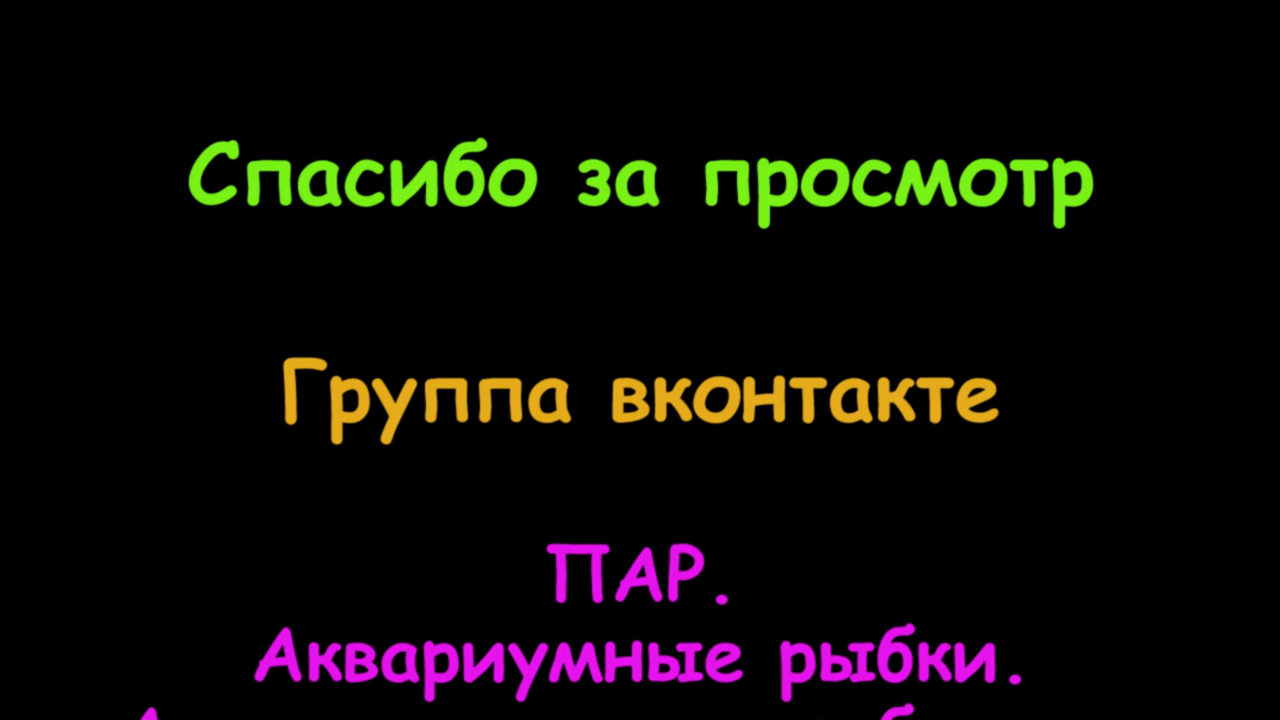 Спасибо за просмотр
Группа вконтакте
ПАР.
Аквариумные рыбки.